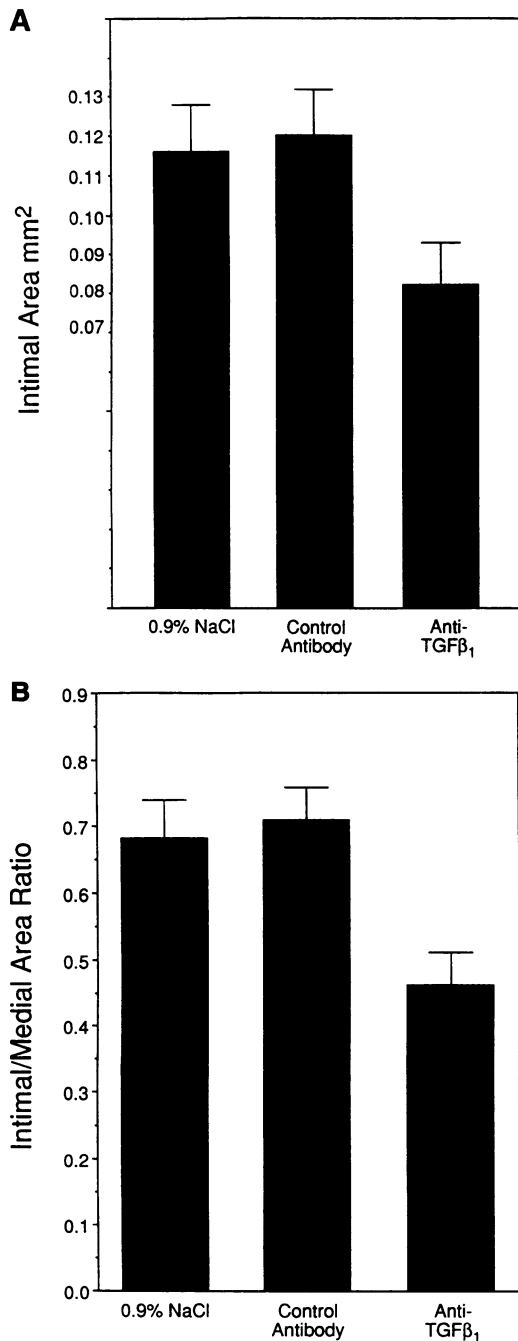 A
Intimal Area mm²
0.13
0.12
0.11
0.10
0.09
0.08
0.07
0.9% NaCl
Control
Antibody
Anti-
TGFβ₁
B
Intimal/Medial Area Ratio
0.9
0.8
0.7
0.6
0.5
0.4
0.3
0.2
0.1
0.0
0.9% NaCl
Control
Antibody
Anti-
TGFβ₁